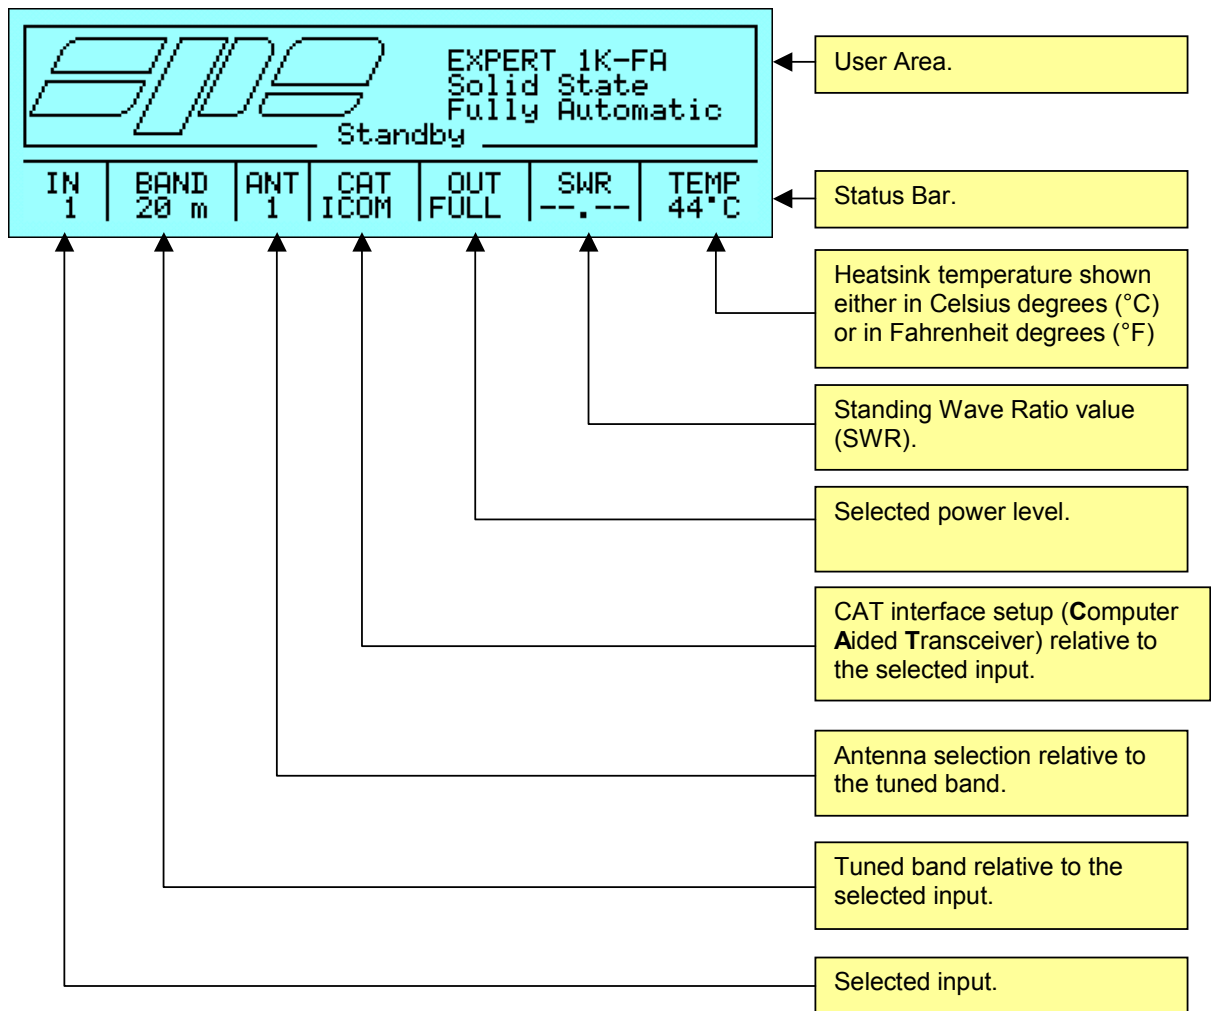 EXPERT 1K-FA
Solid State
Fully Automatic
Standby
IN BAND ANT CAT OUT SWR TEMP
1 20 m 1 ICOM FULL --.-- 44°C
User Area.
Status Bar.
Heatsink temperature shown
either in Celsius degrees (°C)
or in Fahrenheit degrees (°F)
Standing Wave Ratio value
(SWR).
Selected power level.
CAT interface setup (Computer
Aided Transceiver) relative to
the selected input.
Antenna selection relative to
the tuned band.
Tuned band relative to the
selected input.
Selected input.